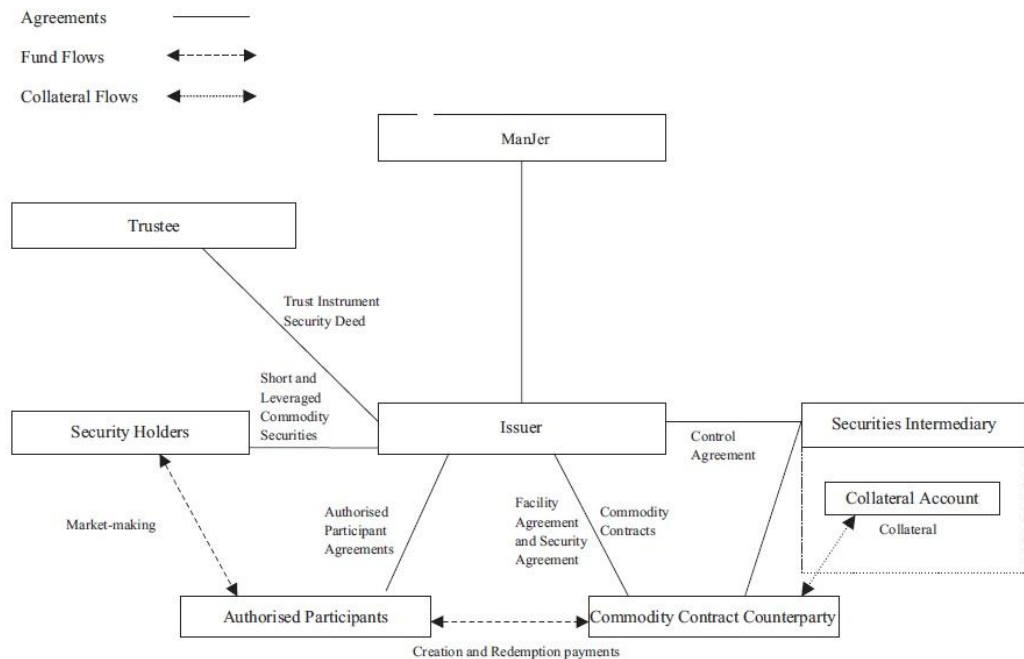 Agreements
Fund Flows
Collateral Flows
ManJer
Trustee
Trust Instrument
Security Deed
Short and
Leveraged
Commodity
Securities
Security Holders
Issuer
Securities Intermediary
Control
Agreement
Collateral Account
Collateral
Market-making
Authorised
Participant
Agreements
Facility
Agreement
and Security
Agreement
Commodity
Contracts
Authorised Participants
Commodity Contract Counterparty
Creation and Redemption payments